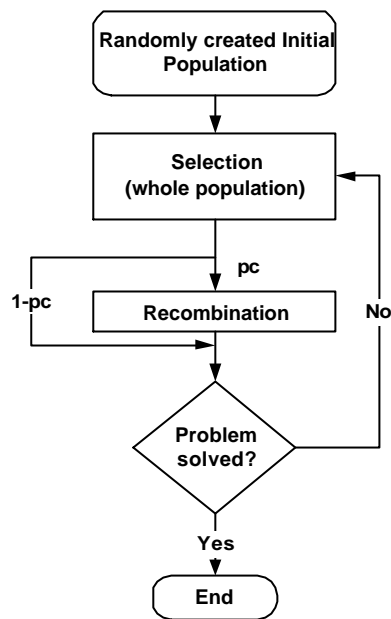 Randomly created Initial
Population
Selection
(whole population)
pc
1-pc
Recombination
No
Problem
solved?
Yes
End